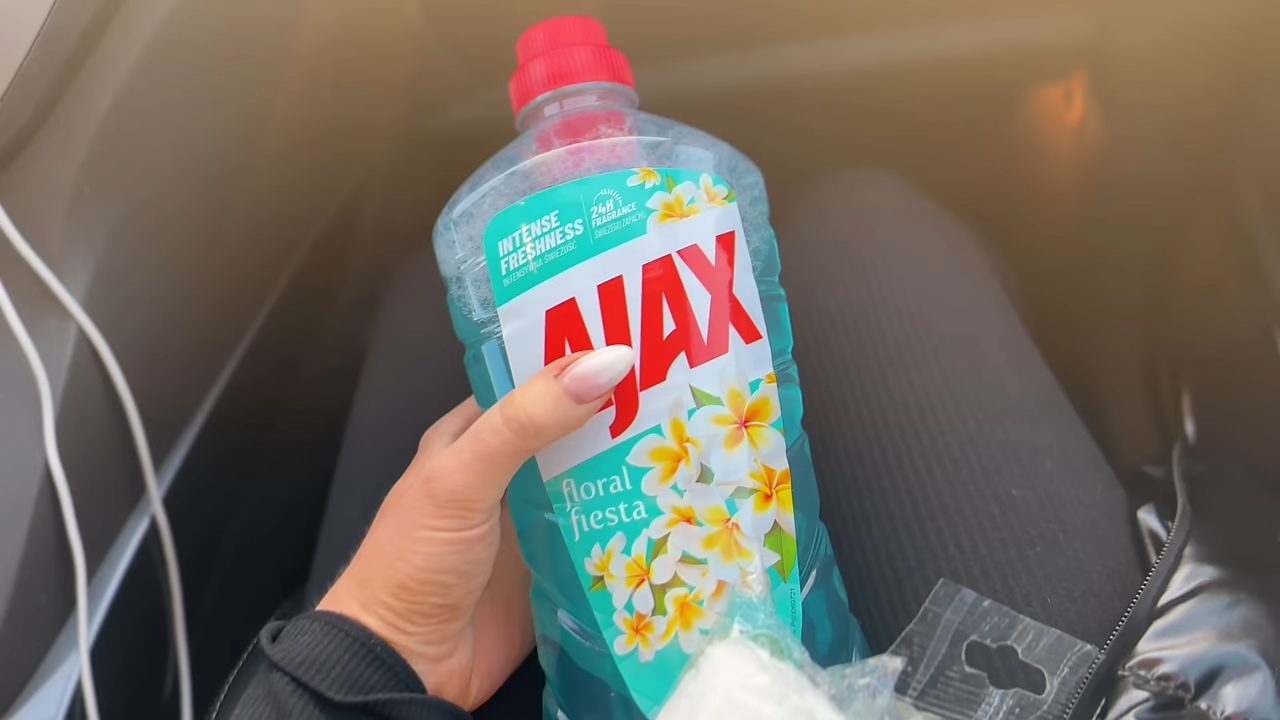 INTENSE
FRESHNESS
INTENSYWNA ŚWIEŻOŚĆ
24H
FRAGRANCE
ŚWIEŻEGO ZAPACHU
AJAX
floral
fiesta